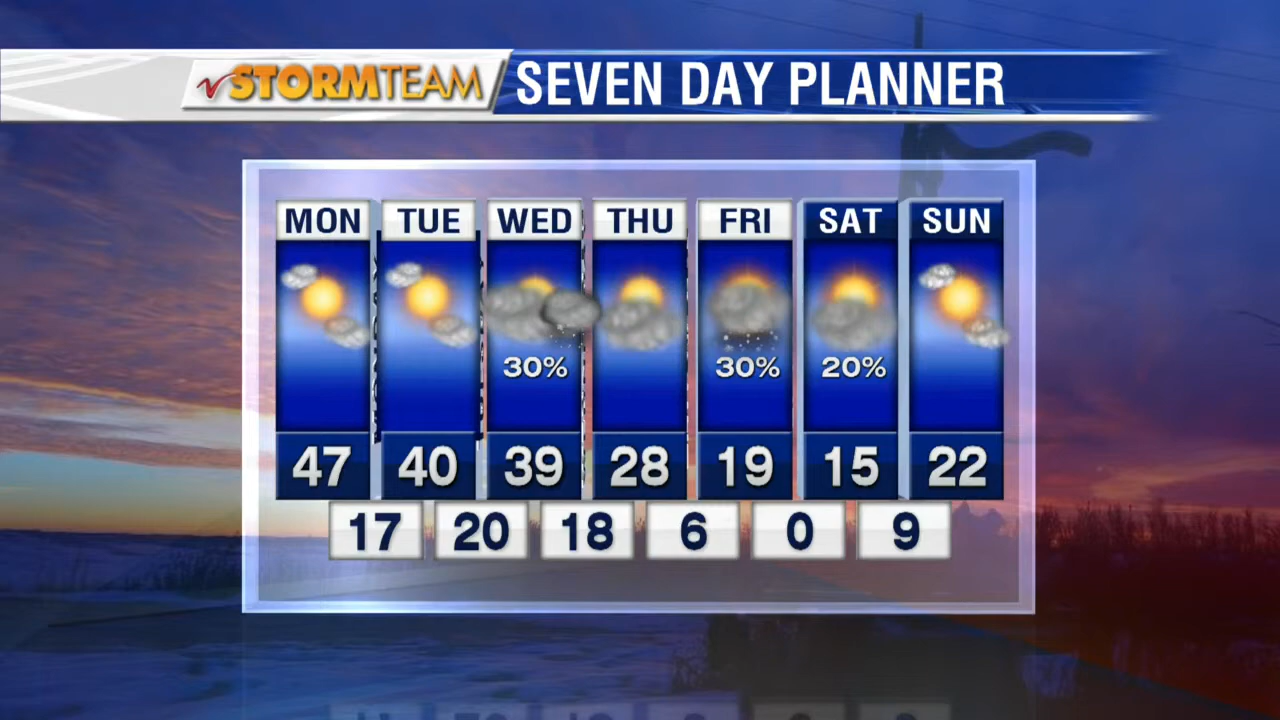 STORMTEAM SEVEN DAY PLANNER
MON TUE WED THU FRI SAT SUN
30% 30% 20%
47 40 39 28 19 15 22
17 20 18 6 0 9